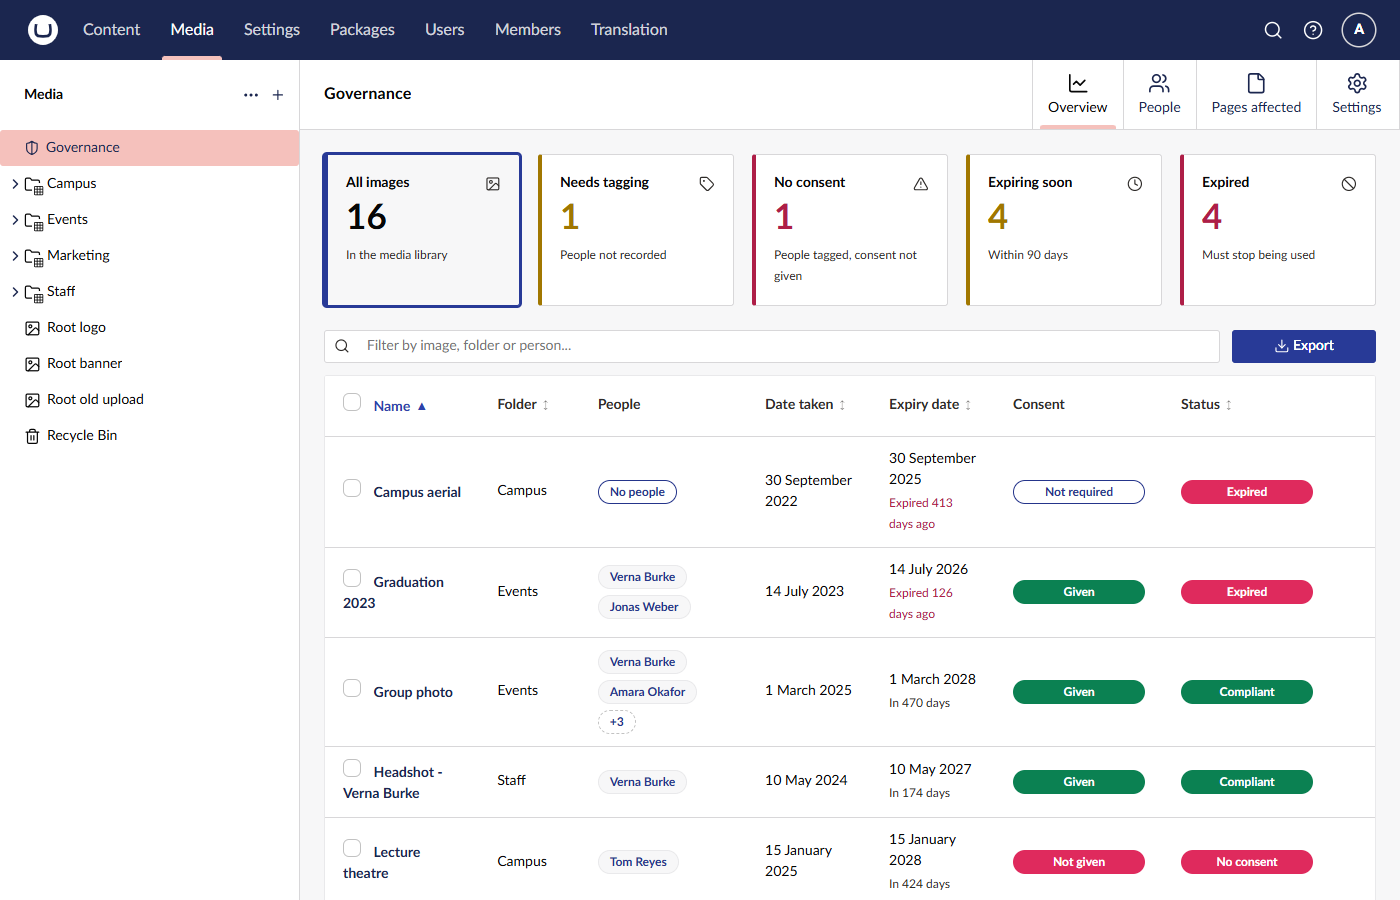 Content
Media
Settings
Packages
Users
Members
Translation
A
Media
Governance
Campus
Events
Marketing
Staff
Root logo
Root banner
Root old upload
Recycle Bin
Governance
Overview
People
Pages affected
Settings
All images
16
In the media library
Needs tagging
1
People not recorded
No consent
1
People tagged, consent not
given
Expiring soon
4
Within 90 days
Expired
4
Must stop being used
Filter by image, folder or person...
Export
Name ▲
Folder
People
Date taken
Expiry date
Consent
Status
Campus aerial
Campus
No people
30 September
2022
30 September
2025
Expired 413
days ago
Not required
Expired
Graduation
2023
Events
Verna Burke
Jonas Weber
14 July 2023
14 July 2026
Expired 126
days ago
Given
Expired
Group photo
Events
Verna Burke
Amara Okafor
+3
1 March 2025
1 March 2028
In 470 days
Given
Compliant
Headshot -
Verna Burke
Staff
Verna Burke
10 May 2024
10 May 2027
In 174 days
Given
Compliant
Lecture
theatre
Campus
Tom Reyes
15 January
2025
15 January
2028
In 424 days
Not given
No consent